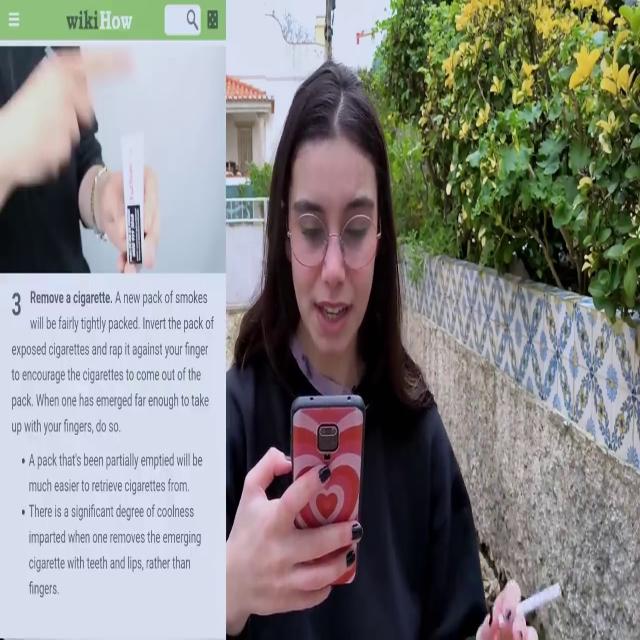 wikiHow
3 Remove a cigarette. A new pack of smokes
will be fairly tightly packed. Invert the pack of
exposed cigarettes and rap it against your finger
to encourage the cigarettes to come out of the
pack. When one has emerged far enough to take
up with your fingers, do so.
• A pack that's been partially emptied will be
much easier to retrieve cigarettes from.
• There is a significant degree of coolness
imparted when one removes the emerging
cigarette with teeth and lips, rather than
fingers.